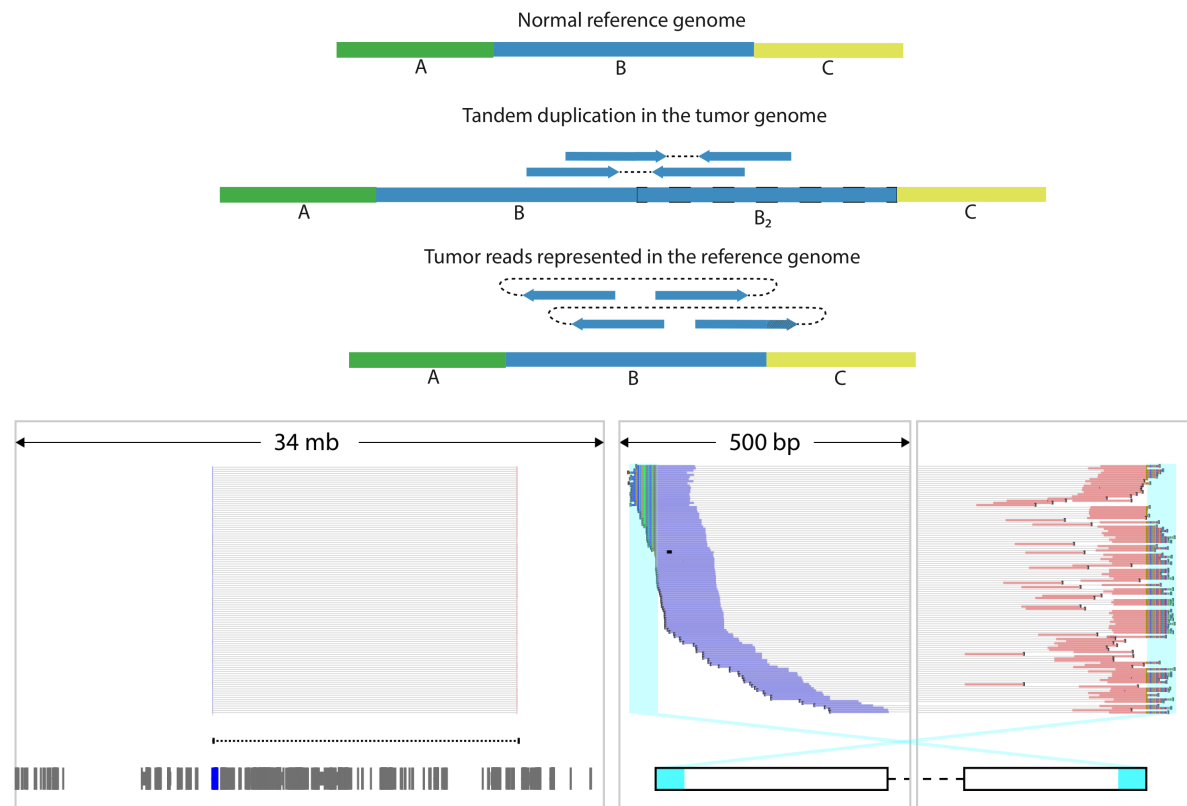 Normal reference genome
A B C
Tandem duplication in the tumor genome
A B B₂ C
Tumor reads represented in the reference genome
A B C
34 mb 500 bp